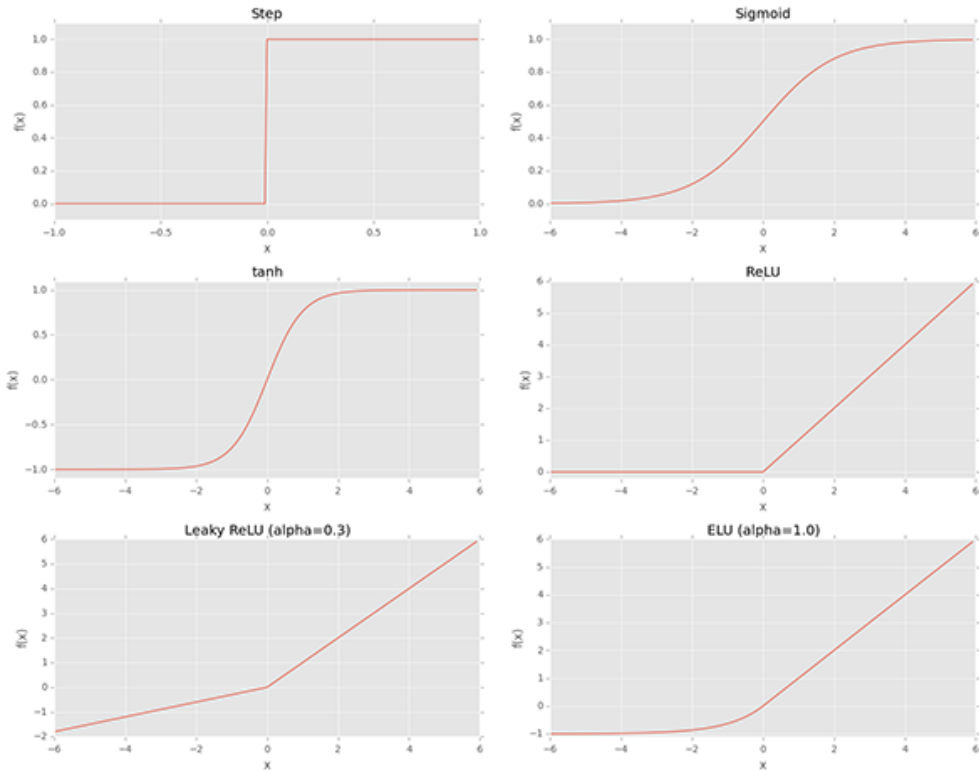 Step
1.0
0.8
0.6
0.4
0.2
0.0
f(x)
−1.0 −0.5 0.0 0.5 1.0
x
Sigmoid
1.0
0.8
0.6
0.4
0.2
0.0
f(x)
−6 −4 −2 0 2 4 6
x
tanh
1.0
0.5
0.0
−0.5
−1.0
f(x)
−6 −4 −2 0 2 4 6
x
ReLU
6
5
4
3
2
1
0
f(x)
−6 −4 −2 0 2 4 6
x
Leaky ReLU (alpha=0.3)
6
5
4
3
2
1
0
−1
−2
f(x)
−6 −4 −2 0 2 4 6
x
ELU (alpha=1.0)
6
5
4
3
2
1
0
−1
f(x)
−6 −4 −2 0 2 4 6
x